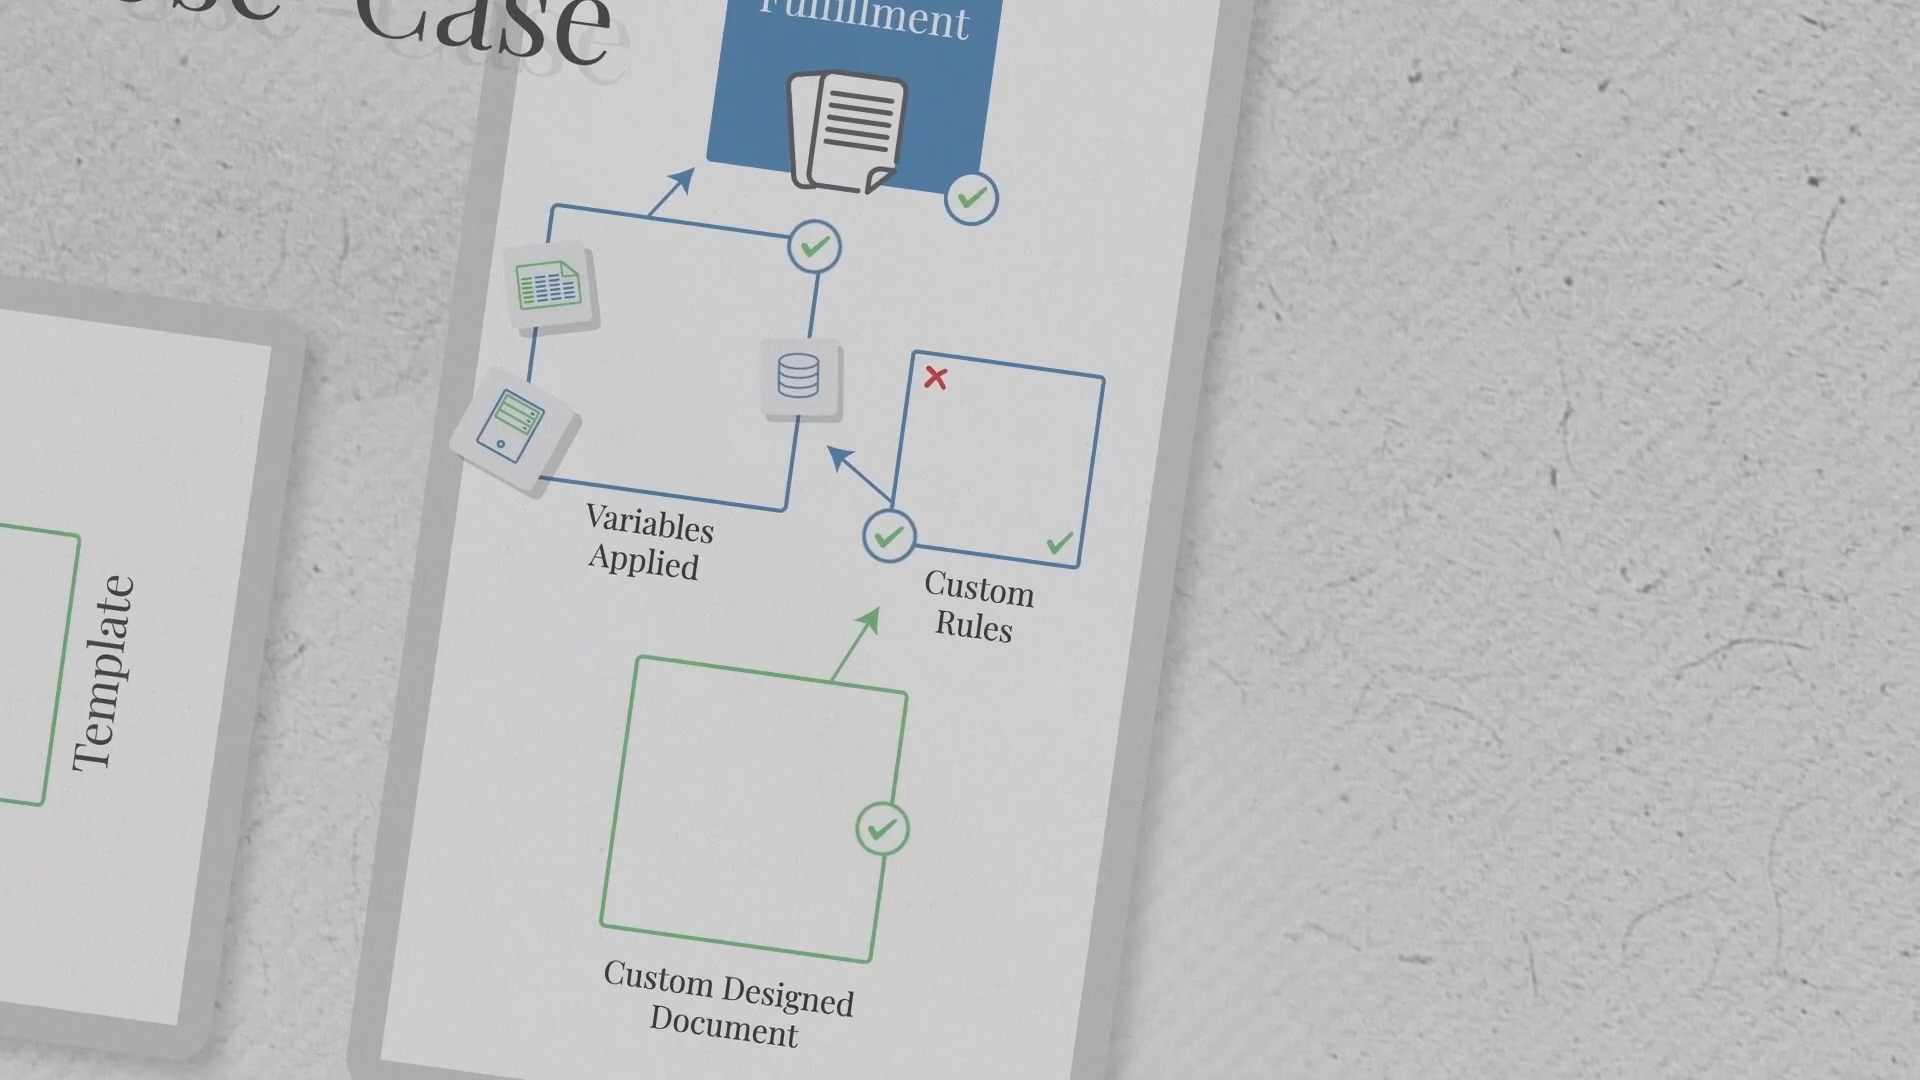 Case
Fulfillment
Variables
Applied
Custom
Rules
Template
Custom Designed
Document